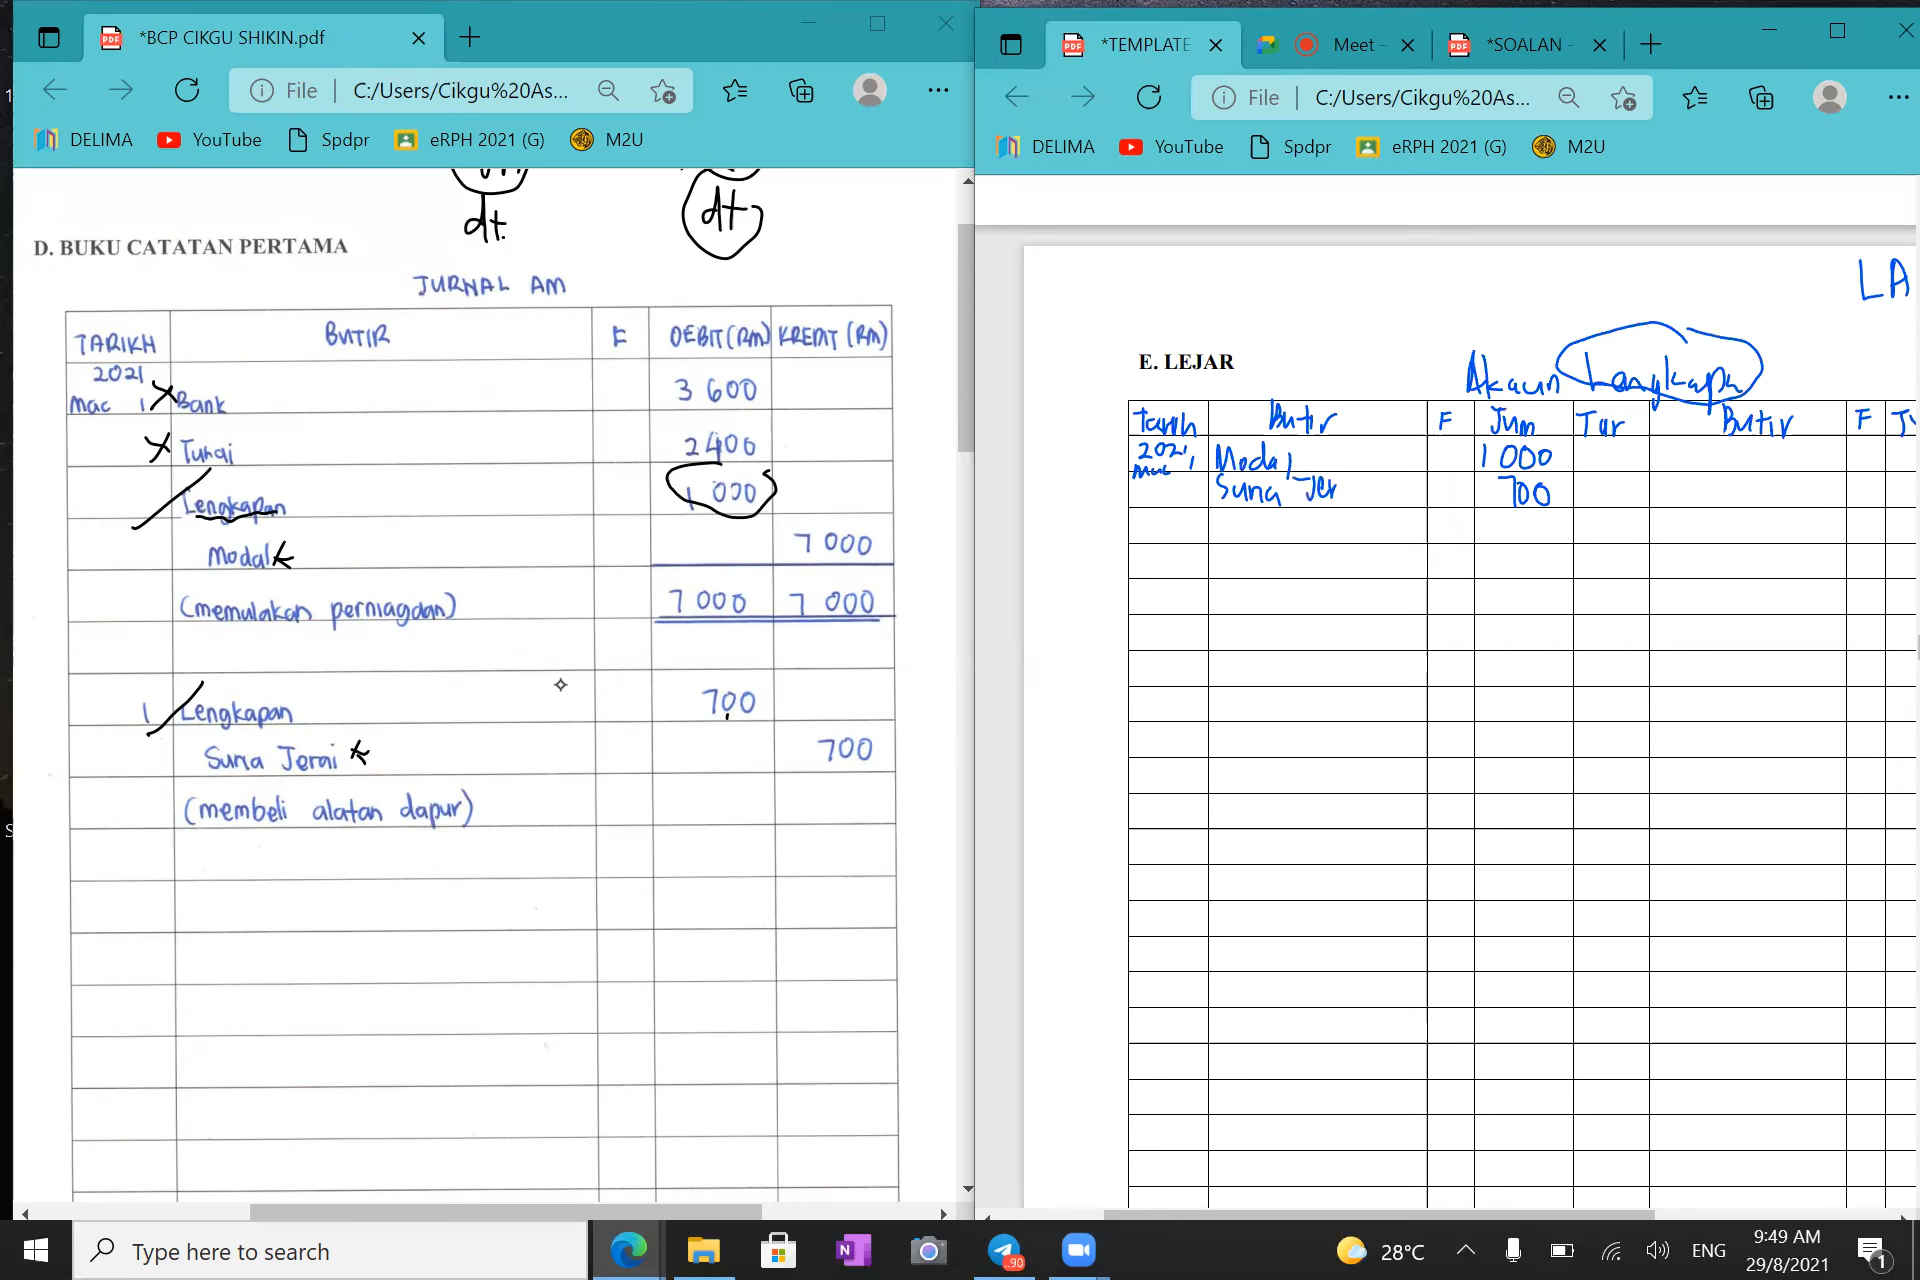 *BCP CIKGU SHIKIN.pdf
File
C:/Users/Cikgu%20As...
DELIMA
YouTube
Spdpr
eRPH 2021 (G)
M2U
dt.
dt
D. BUKU CATATAN PERTAMA
JURNAL AM
TARIKH BUTIR F DEBIT(RM) KREDIT (RM)
2021
Mac 1 Bank 3 600
Tunai 2400
Lengkapan 1 000
Modal 7 000
(memulakan perniagaan) 7 000 7 000
1 Lengkapan 700
Suria Jerai 700
(membeli alatan dapur)
*TEMPLATE
Meet -
*SOALAN -
File
C:/Users/Cikgu%20As...
DELIMA
YouTube
Spdpr
eRPH 2021 (G)
M2U
LA
E. LEJAR
Akaun Lengkapa
Tarikh Butir F Jum Tar Butir F
2021
Mac 1 Modal 1 000
Suria Jer 700
Type here to search
.90
28°C
ENG
9:49 AM
29/8/2021
1